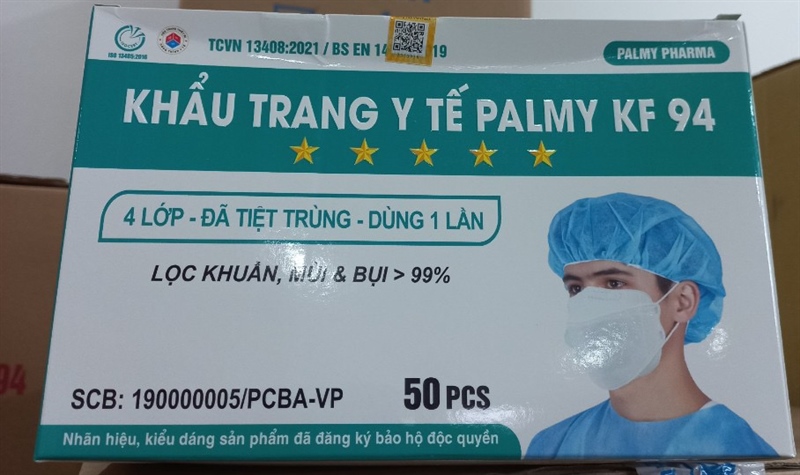 ISO 13485:2016
TCVN 13408:2021 / BS EN 14 19
PALMY PHARMA
KHẨU TRANG Y TẾ PALMY KF 94
4 LỚP - ĐÃ TIỆT TRÙNG - DÙNG 1 LẦN
LỌC KHUẨN, MÙI & BỤI > 99%
SCB: 190000005/PCBA-VP
50 PCS
Nhãn hiệu, kiểu dáng sản phẩm đã đăng ký bảo hộ độc quyền
94